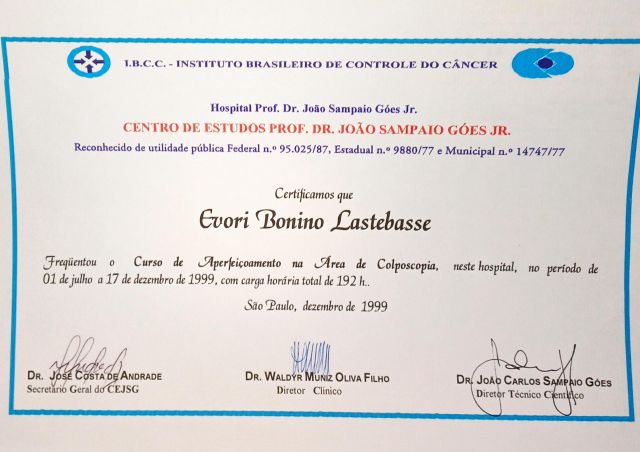 I.B.C.C. - INSTITUTO BRASILEIRO DE CONTROLE DO CÂNCER
Hospital Prof. Dr. João Sampaio Góes Jr.
CENTRO DE ESTUDOS PROF. DR. JOÃO SAMPAIO GÓES JR.
Reconhecido de utilidade pública Federal n.º 95.025/87, Estadual n.º 9880/77 e Municipal n.º 14747/77
Certificamos que
Evori Bonino Lastebasse
Freqüentou o Curso de Aperfeiçoamento na Área de Colposcopia, neste hospital, no período de
01 de julho a 17 de dezembro de 1999, com carga horária total de 192 h..
São Paulo, dezembro de 1999
DR. JOSÉ COSTA DE ANDRADE
Secretário Geral do CEJSG
DR. WALDYR MUNIZ OLIVA FILHO
Diretor Clínico
DR. JOÃO CARLOS SAMPAIO GÓES
Diretor Técnico Científico